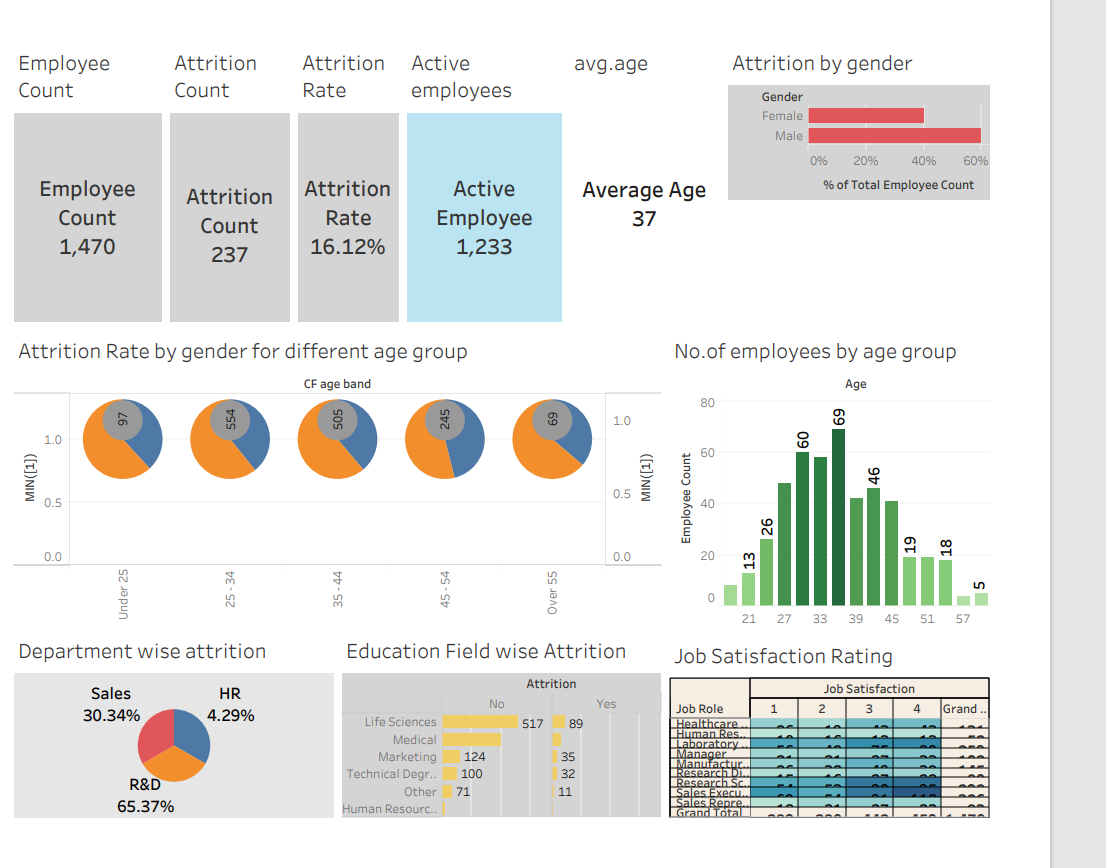 Employee
Count
Attrition
Count
Attrition
Rate
Active
employees
avg.age
Attrition by gender
Employee
Count
1,470
Attrition
Count
237
Attrition
Rate
16.12%
Active
Employee
1,233
Average Age
37
Gender
Female
Male
0% 20% 40% 60%
% of Total Employee Count
Attrition Rate by gender for different age group
CF age band
97 554 505 245 69
1.0
0.5
0.0
MIN([1])
1.0
0.5
0.0
MIN([1])
Under 25
25 - 34
35 - 44
45 - 54
Over 55
No.of employees by age group
Age
Employee Count
80
60
40
20
0
13 26 60 69 46 19 18 5
21 27 33 39 45 51 57
Department wise attrition
Sales
30.34%
HR
4.29%
R&D
65.37%
Education Field wise Attrition
Attrition
No Yes
Life Sciences 517 89
Medical
Marketing 124 35
Technical Degr.. 100 32
Other 71 11
Human Resourc..
Job Satisfaction Rating
Job Satisfaction
Job Role 1 2 3 4 Grand ..
Healthcare ..
Human Res..
Laboratory ..
Manager
Manufactur..
Research Di..
Research Sc..
Sales Execu..
Sales Repre..
Grand Total